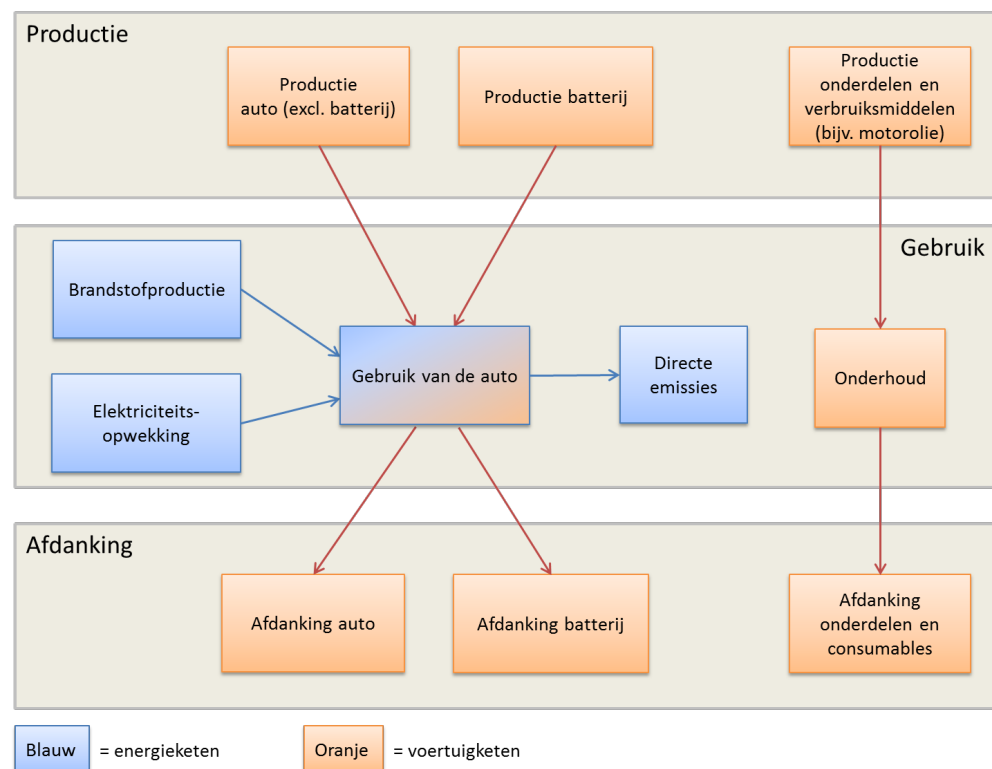 Productie
Productie
auto (excl. batterij)
Productie batterij
Productie
onderdelen en
verbruiksmiddelen
(bijv. motorolie)
Gebruik
Brandstofproductie
Gebruik van de auto
Directe
emissies
Onderhoud
Elektriciteits-
opwekking
Afdanking
Afdanking auto
Afdanking batterij
Afdanking
onderdelen en
consumables
Blauw = energieketen
Oranje = voertuigketen